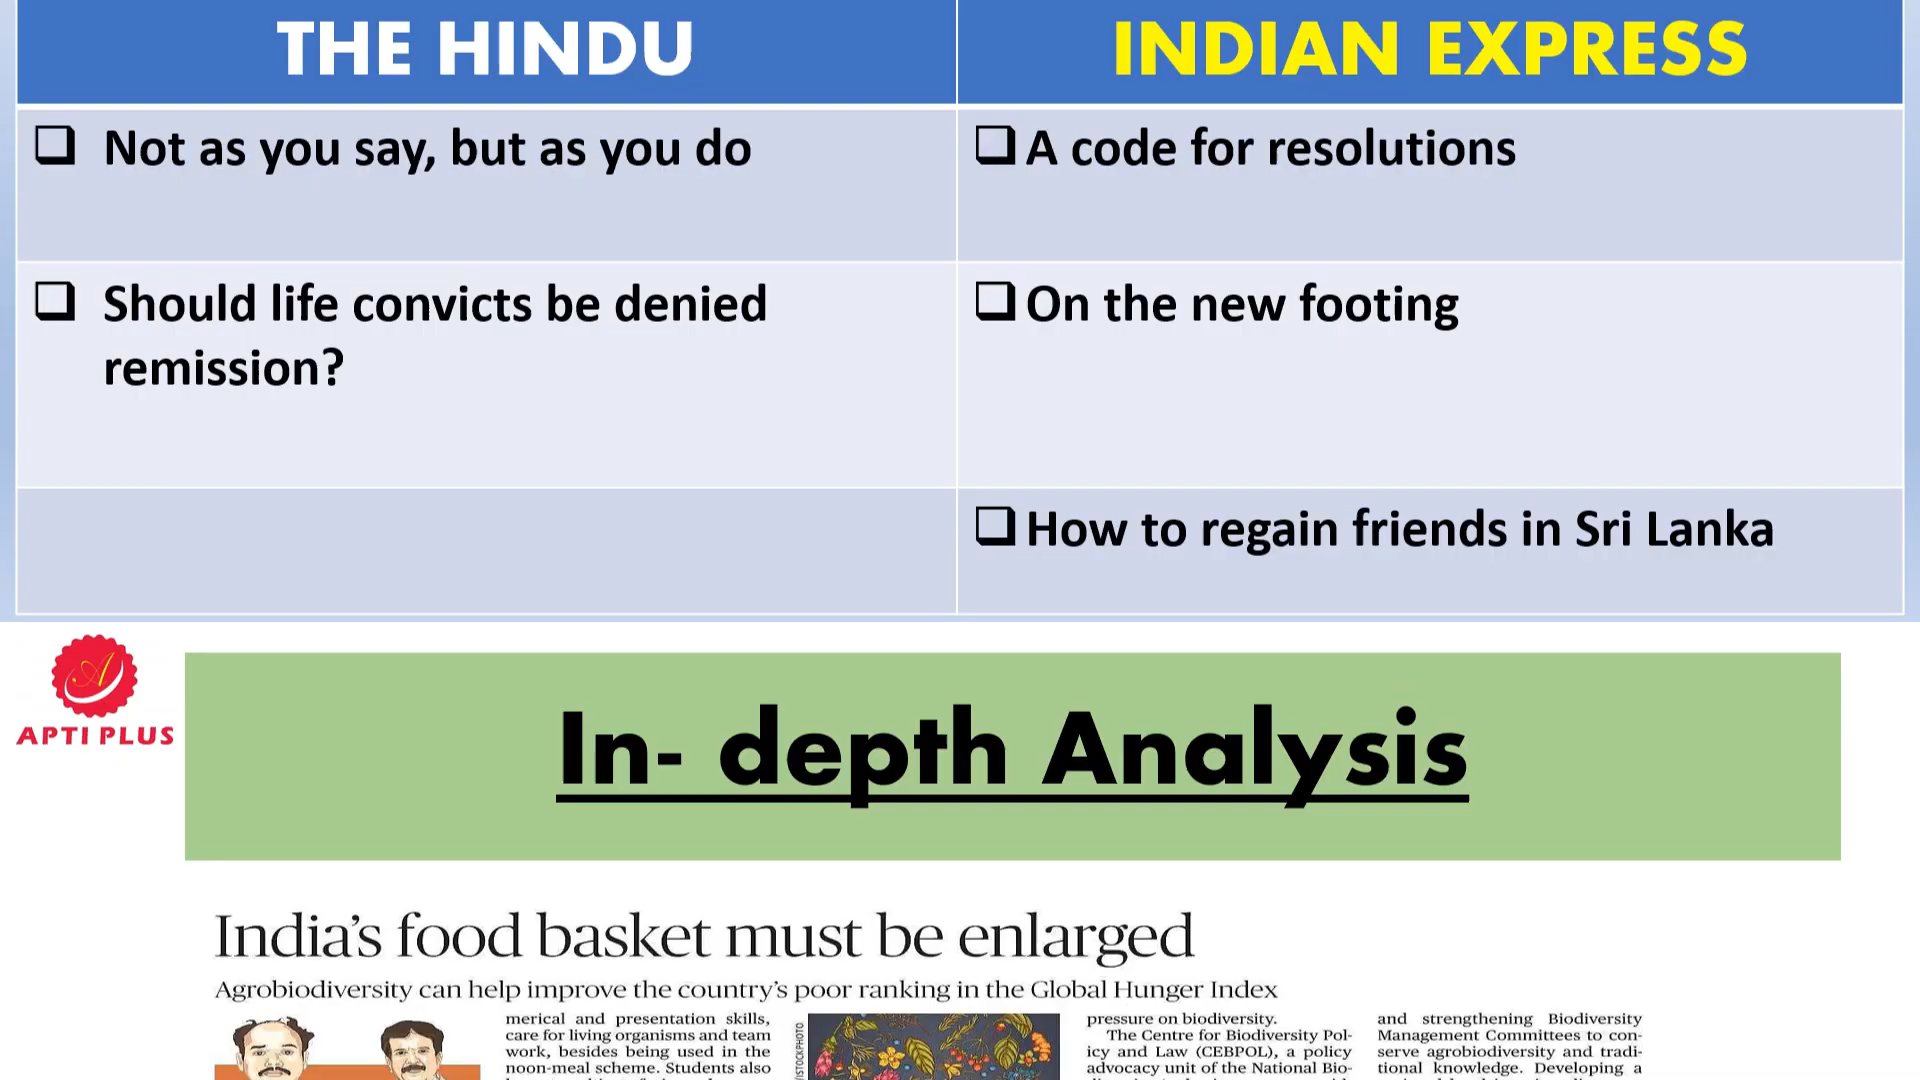 THE HINDU
INDIAN EXPRESS
Not as you say, but as you do
A code for resolutions
Should life convicts be denied
remission?
On the new footing
How to regain friends in Sri Lanka
A
APTI PLUS
In- depth Analysis
India's food basket must be enlarged
Agrobiodiversity can help improve the country's poor ranking in the Global Hunger Index
merical and presentation skills,
care for living organisms and team
work, besides being used in the
noon-meal scheme. Students also
/ISTOCKPHOTO
pressure on biodiversity.
The Centre for Biodiversity Pol-
icy and Law (CEBPOL), a policy
advocacy unit of the National Bio-
and strengthening Biodiversity
Management Committees to con-
serve agrobiodiversity and tradi-
tional knowledge. Developing a